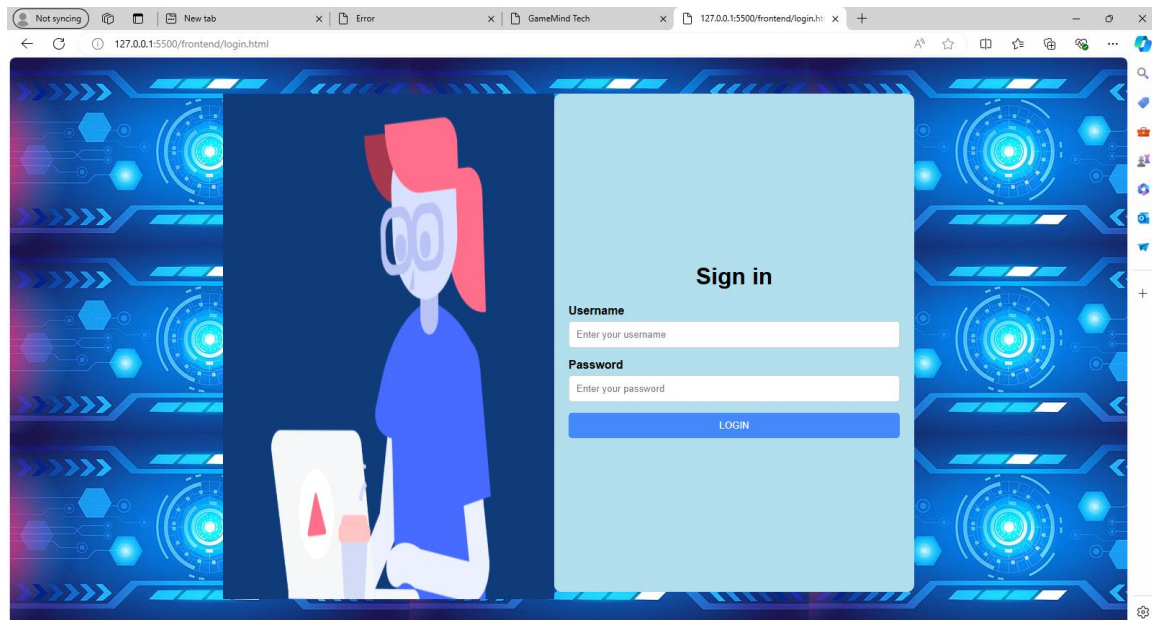 Not syncing
New tab
Error
GameMind Tech
127.0.0.1:5500/frontend/login.ht
127.0.0.1:5500/frontend/login.html
Sign in
Username
Enter your username
Password
Enter your password
LOGIN